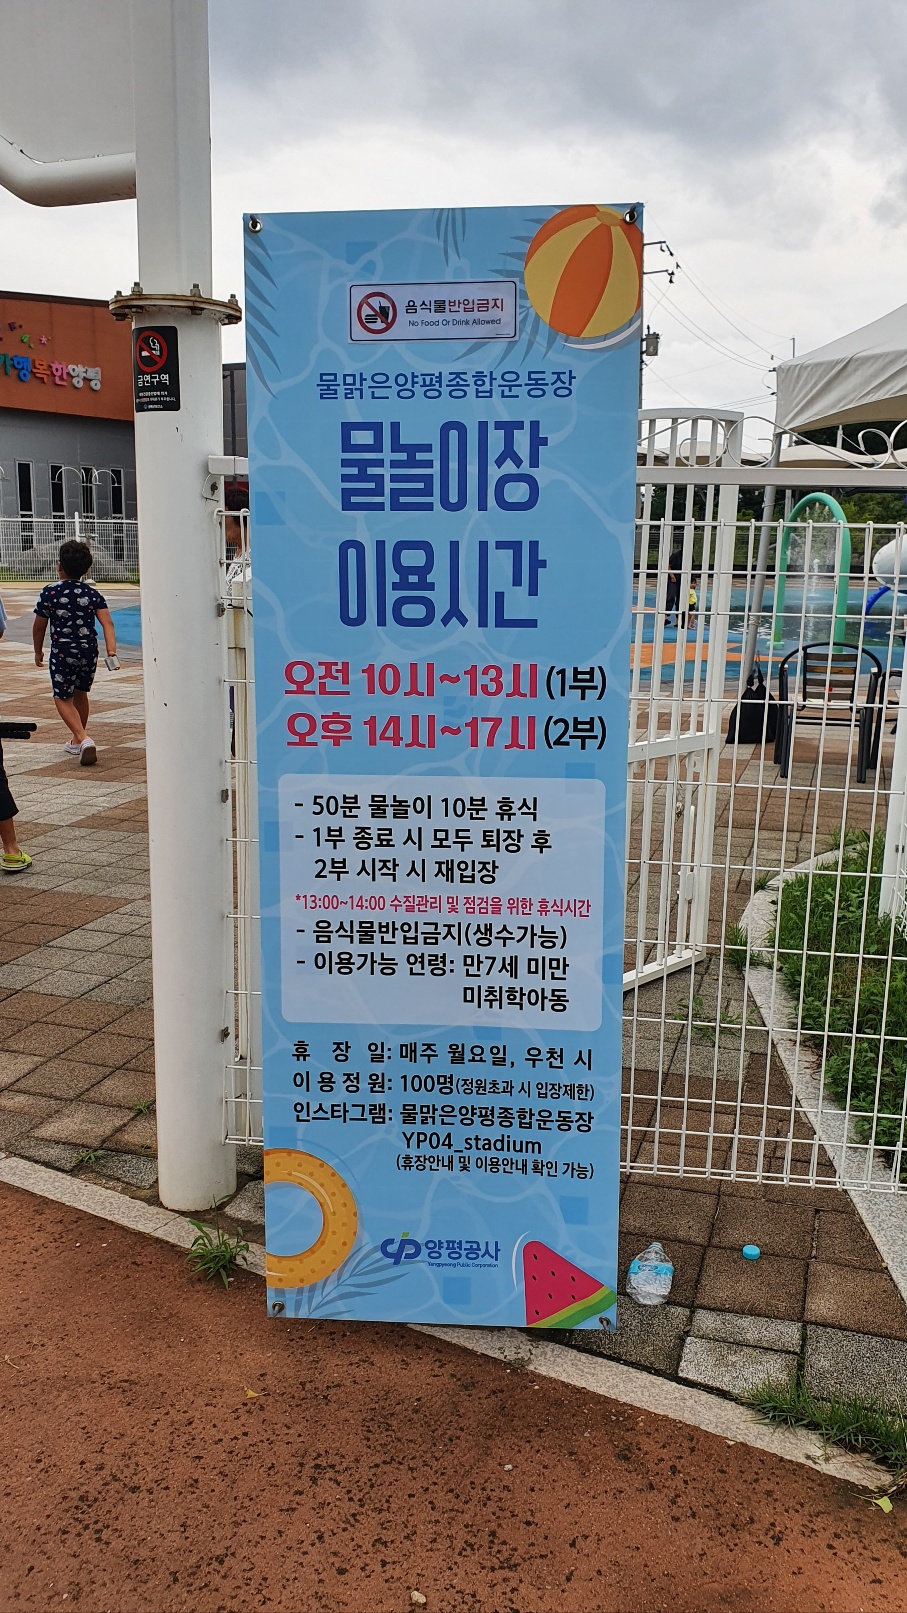 음식물반입금지
No Food Or Drink Allowed
물맑은양평종합운동장
물놀이장
이용시간
오전 10시~13시(1부)
오후 14시~17시(2부)
- 50분 물놀이 10분 휴식
- 1부 종료 시 모두 퇴장 후
2부 시작 시 재입장
*13:00~14:00 수질관리 및 점검을 위한 휴식시간
- 음식물반입금지(생수가능)
- 이용가능 연령: 만7세 미만
미취학아동
휴 장 일: 매주 월요일, 우천 시
이용정원: 100명(정원초과 시 입장제한)
인스타그램: 물맑은양평종합운동장
YP04_stadium
(휴장안내 및 이용안내 확인 가능)
양평공사
Yangpyeong Public Corporation
금연구역
행복한양평